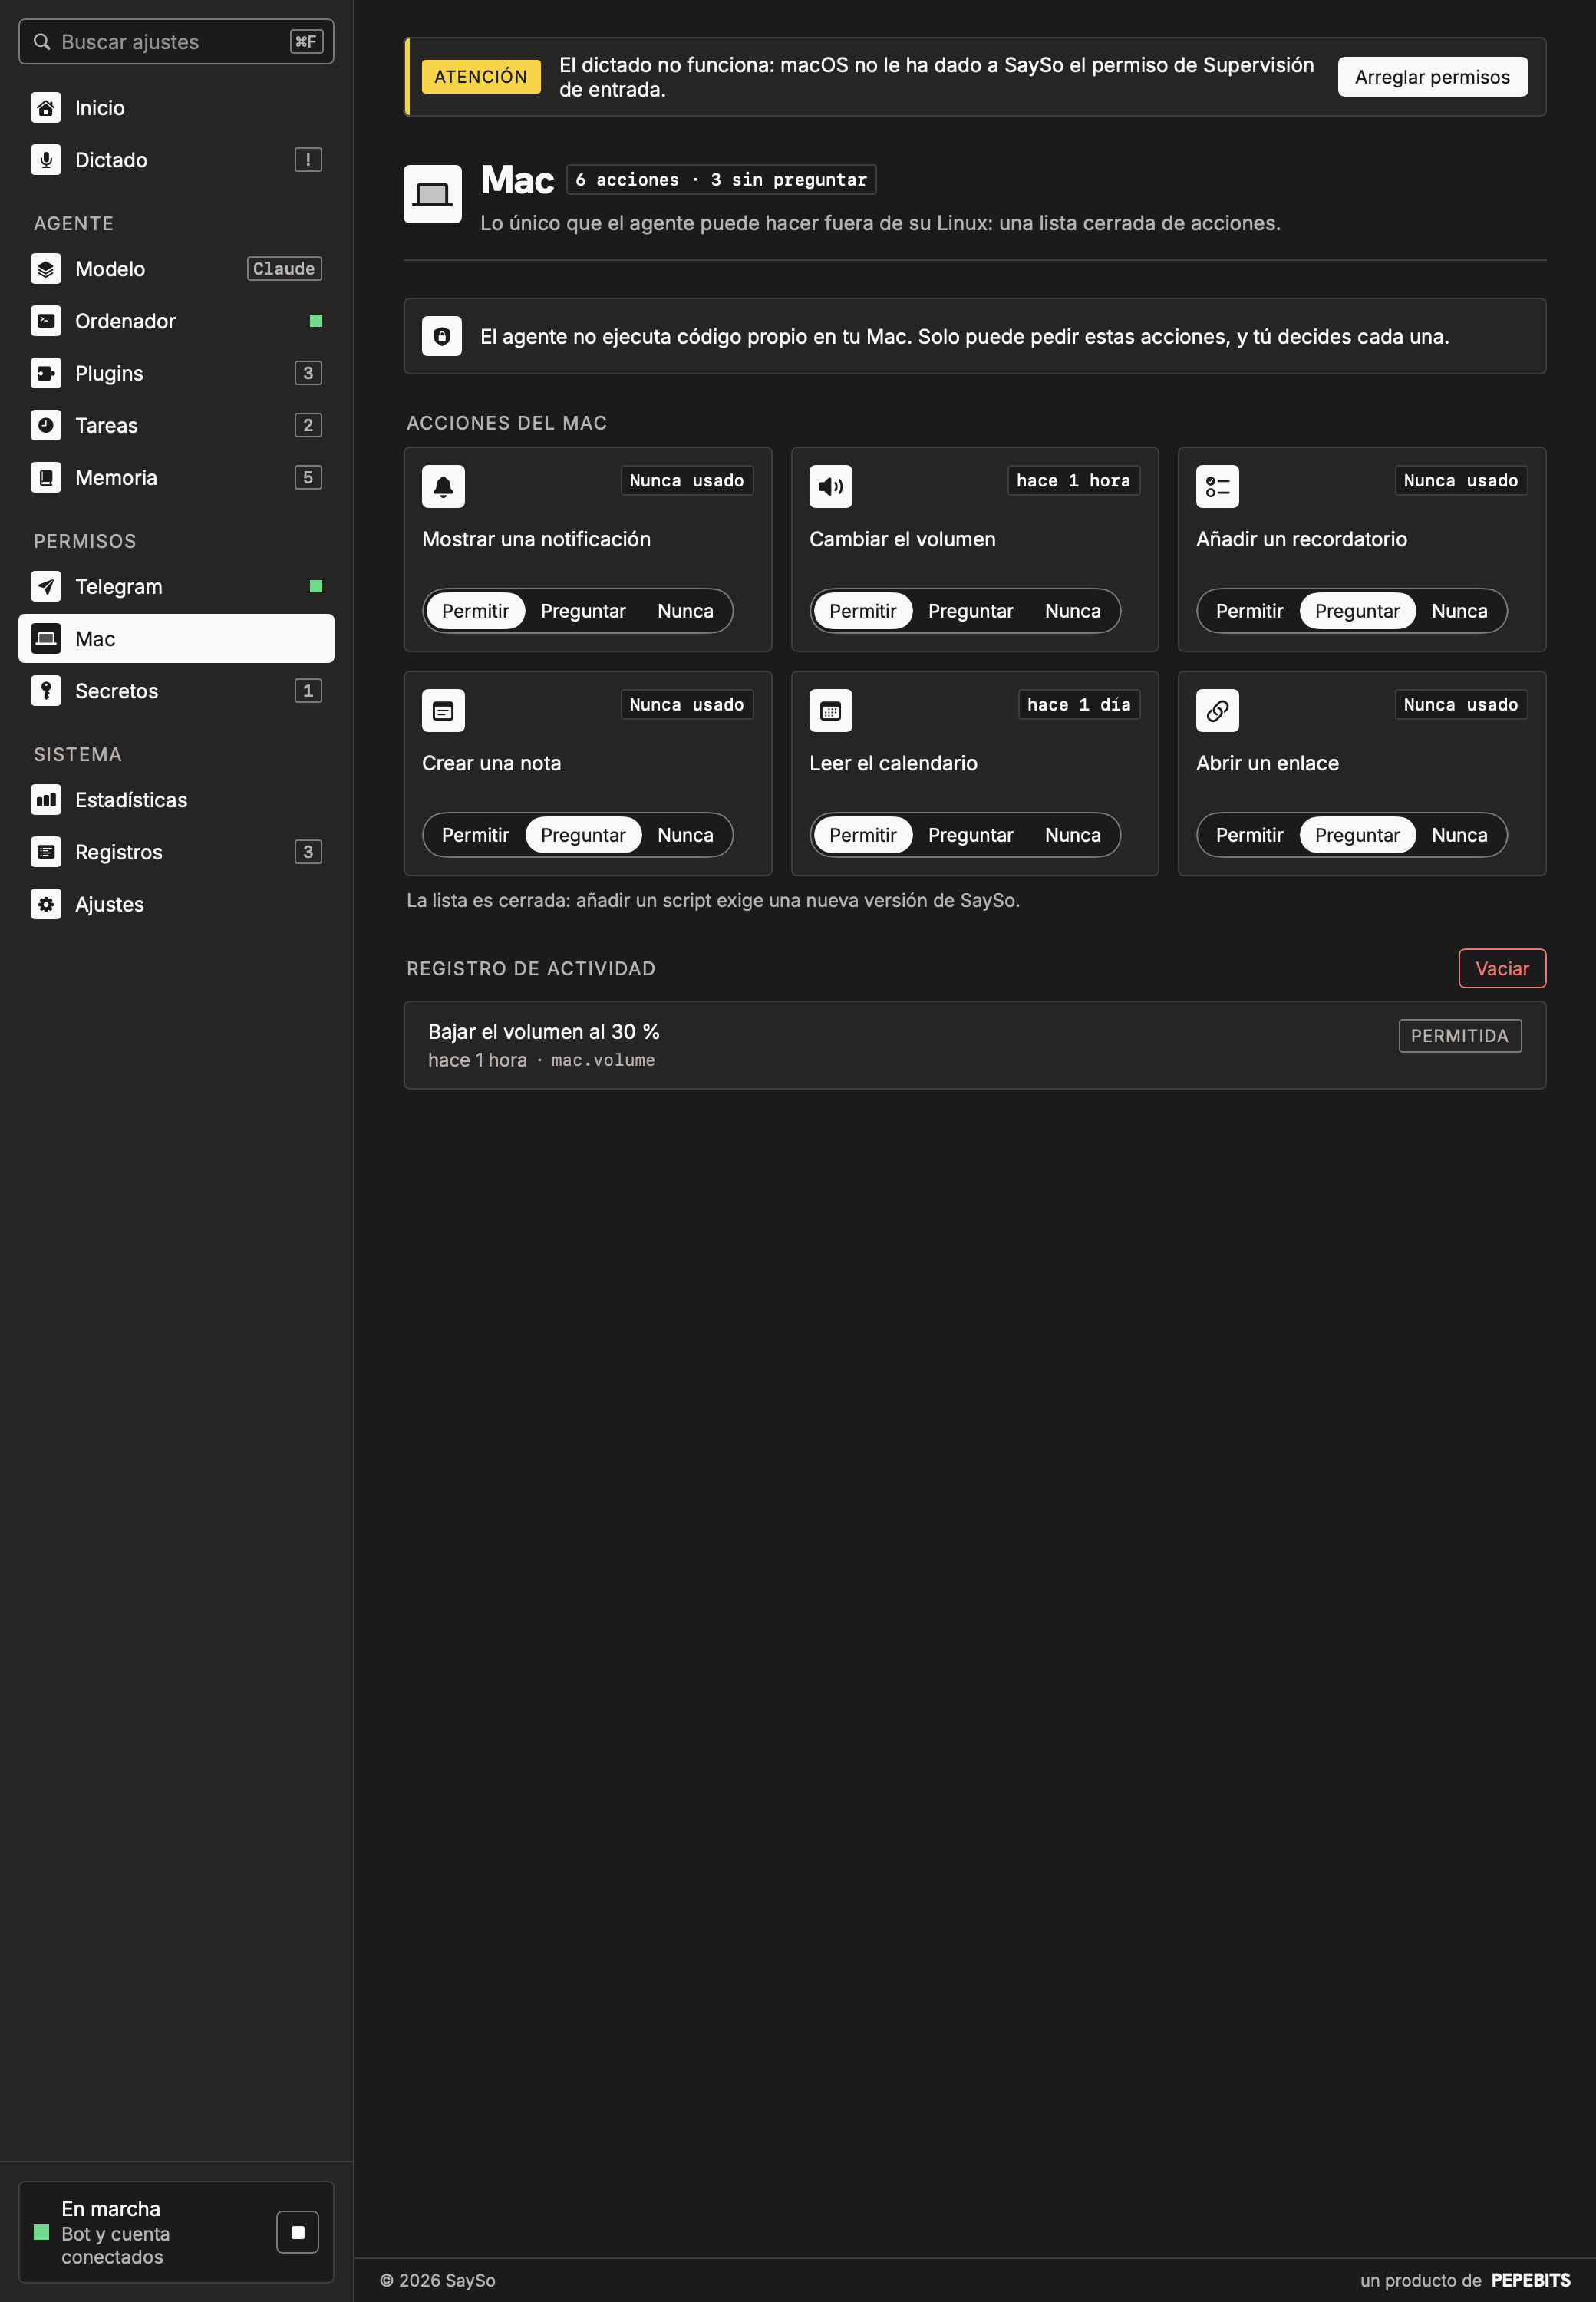 Buscar ajustes ⌘F
Inicio
Dictado !
AGENTE
Modelo Claude
Ordenador
Plugins 3
Tareas 2
Memoria 5
PERMISOS
Telegram
Mac
Secretos 1
SISTEMA
Estadísticas
Registros 3
Ajustes
En marcha
Bot y cuenta
conectados
ATENCIÓN
El dictado no funciona: macOS no le ha dado a SaySo el permiso de Supervisión
de entrada.
Arreglar permisos
Mac 6 acciones · 3 sin preguntar
Lo único que el agente puede hacer fuera de su Linux: una lista cerrada de acciones.
El agente no ejecuta código propio en tu Mac. Solo puede pedir estas acciones, y tú decides cada una.
ACCIONES DEL MAC
Nunca usado
Mostrar una notificación
Permitir Preguntar Nunca
hace 1 hora
Cambiar el volumen
Permitir Preguntar Nunca
Nunca usado
Añadir un recordatorio
Permitir Preguntar Nunca
Nunca usado
Crear una nota
Permitir Preguntar Nunca
hace 1 día
Leer el calendario
Permitir Preguntar Nunca
Nunca usado
Abrir un enlace
Permitir Preguntar Nunca
La lista es cerrada: añadir un script exige una nueva versión de SaySo.
REGISTRO DE ACTIVIDAD Vaciar
Bajar el volumen al 30 %
hace 1 hora · mac.volume
PERMITIDA
© 2026 SaySo
un producto de PEPEBITS